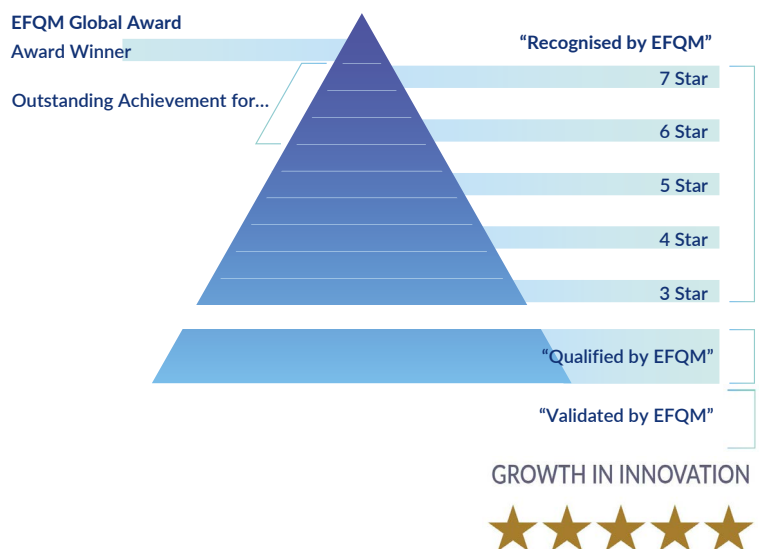 EFQM Global Award
Award Winner
Outstanding Achievement for...
“Recognised by EFQM”
7 Star
6 Star
5 Star
4 Star
3 Star
“Qualified by EFQM”
“Validated by EFQM”
GROWTH IN INNOVATION